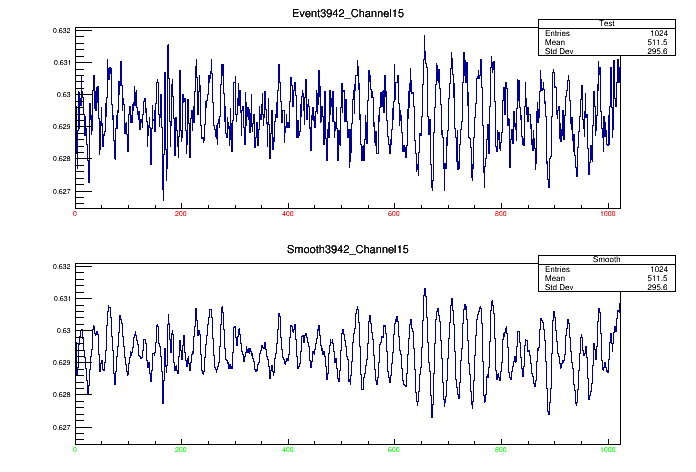 Event3942_Channel15
Test
Entries 1024
Mean 511.5
Std Dev 295.6
0.632
0.631
0.63
0.629
0.628
0.627
0 200 400 600 800 1000
Smooth3942_Channel15
Smooth
Entries 1024
Mean 511.5
Std Dev 295.6
0.632
0.631
0.63
0.629
0.628
0.627
0 200 400 600 800 1000